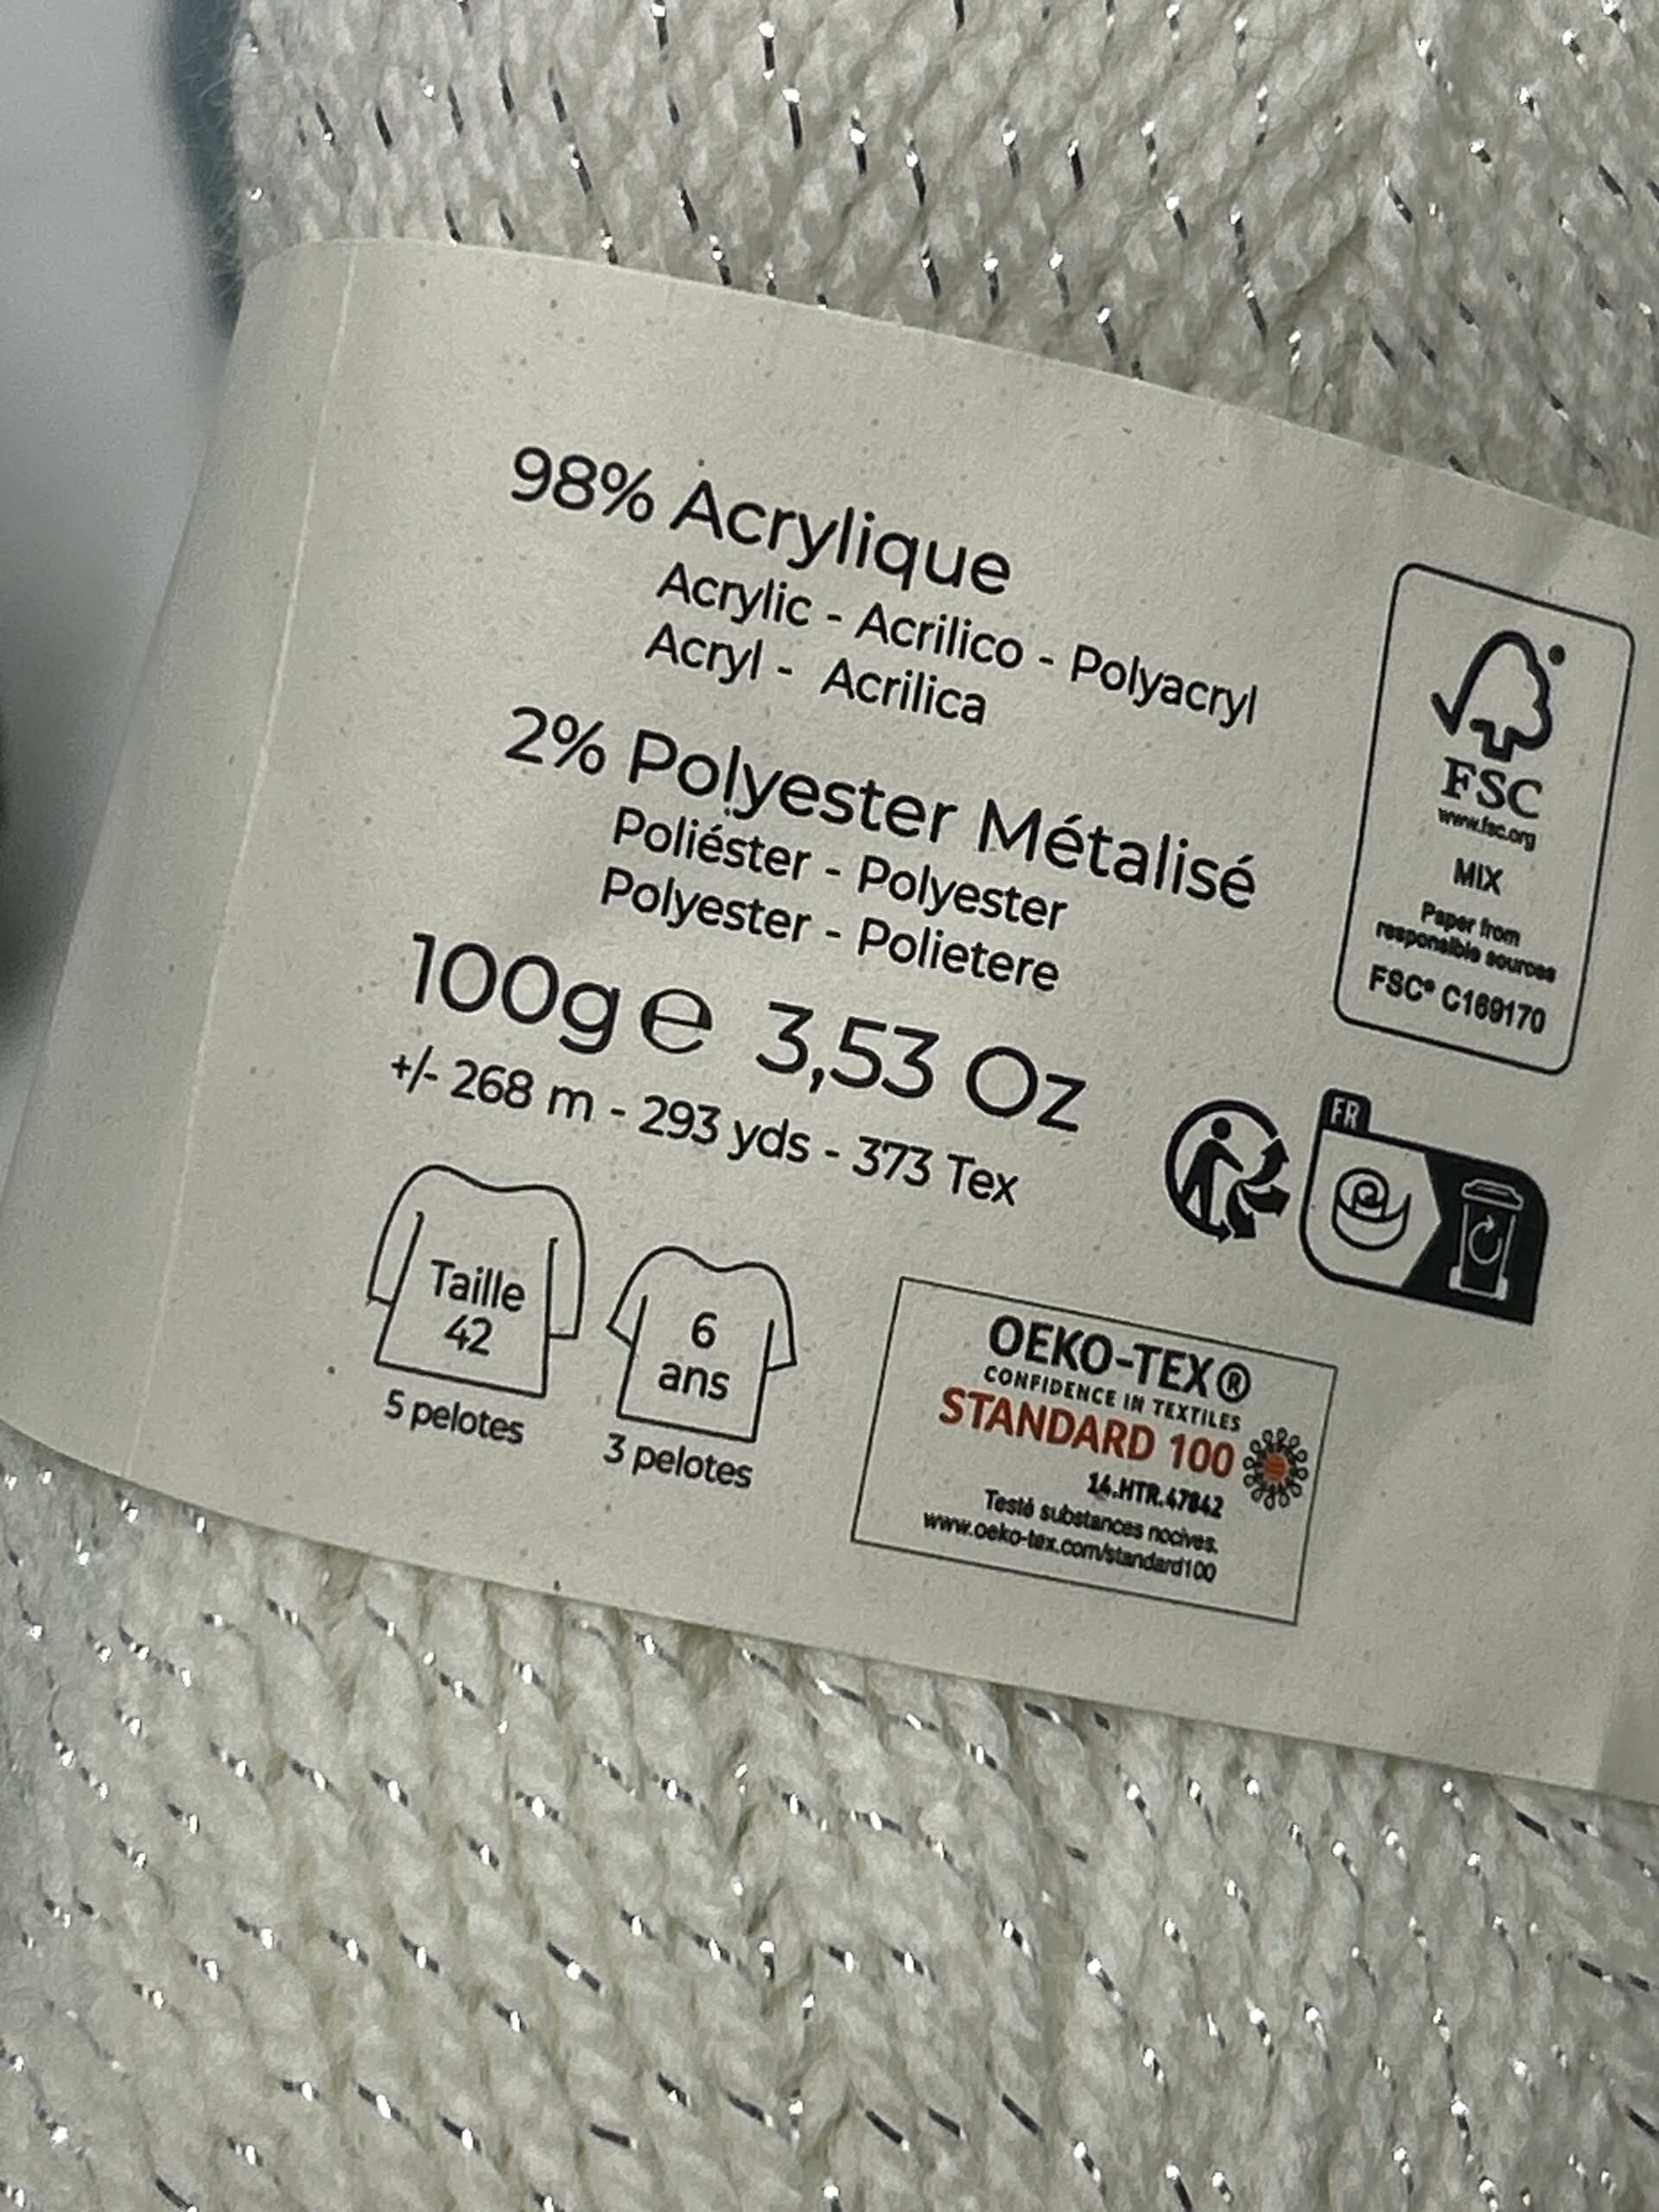 98% Acrylique
Acrylic - Acrilico - Polyacryl
Acryl - Acrilica
2% Polyester Métalisé
Poliéster - Polyester
Polyester - Polietere
100g ℮ 3,53 Oz
+/- 268 m - 293 yds - 373 Tex
Taille
42
5 pelotes
6
ans
3 pelotes
FSC
www.fsc.org
MIX
Paper from
responsible sources
FSC® C169170
FR
OEKO-TEX®
CONFIDENCE IN TEXTILES
STANDARD 100
14.HTR.47842
Testé substances nocives.
www.oeko-tex.com/standard100